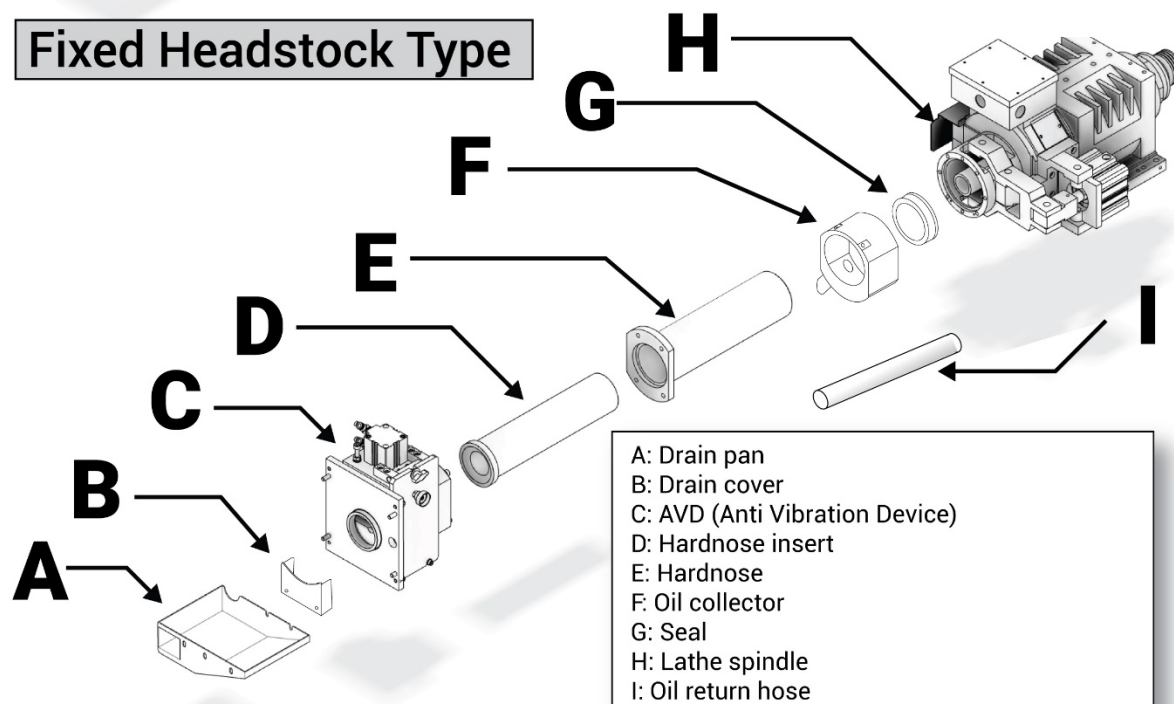 Fixed Headstock Type
H
G
F
E
D
C
B
A
I
A: Drain pan
B: Drain cover
C: AVD (Anti Vibration Device)
D: Hardnose insert
E: Hardnose
F: Oil collector
G: Seal
H: Lathe spindle
I: Oil return hose